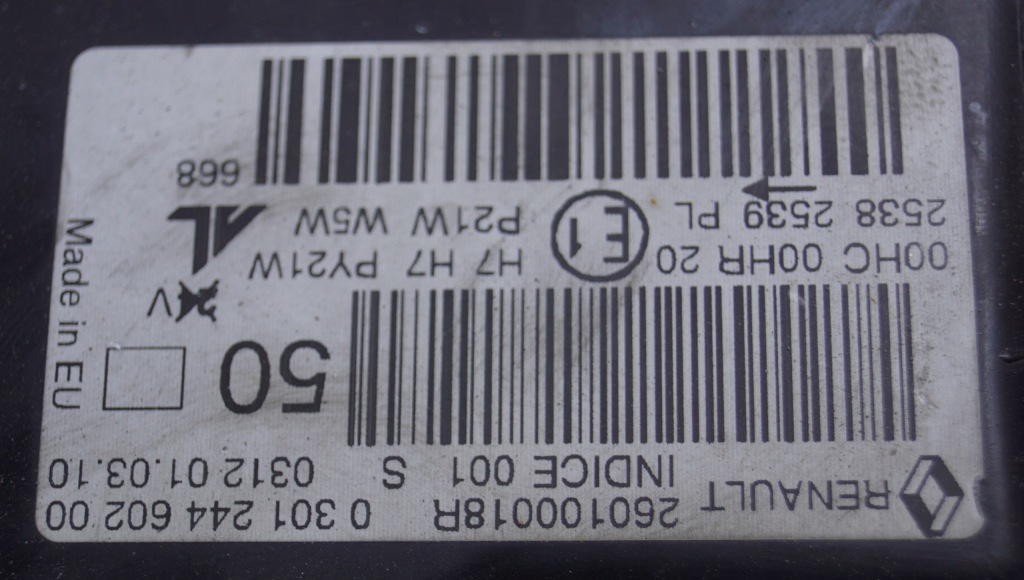 RENAULT 260100018R 0 301 244 602 00
INDICE 001 S 0312 01.03.10
50
V
00HC 00HR 20 E1 H7 H7 PY21W
2538 2539 PL P21W W5W
AL
668
Made in EU